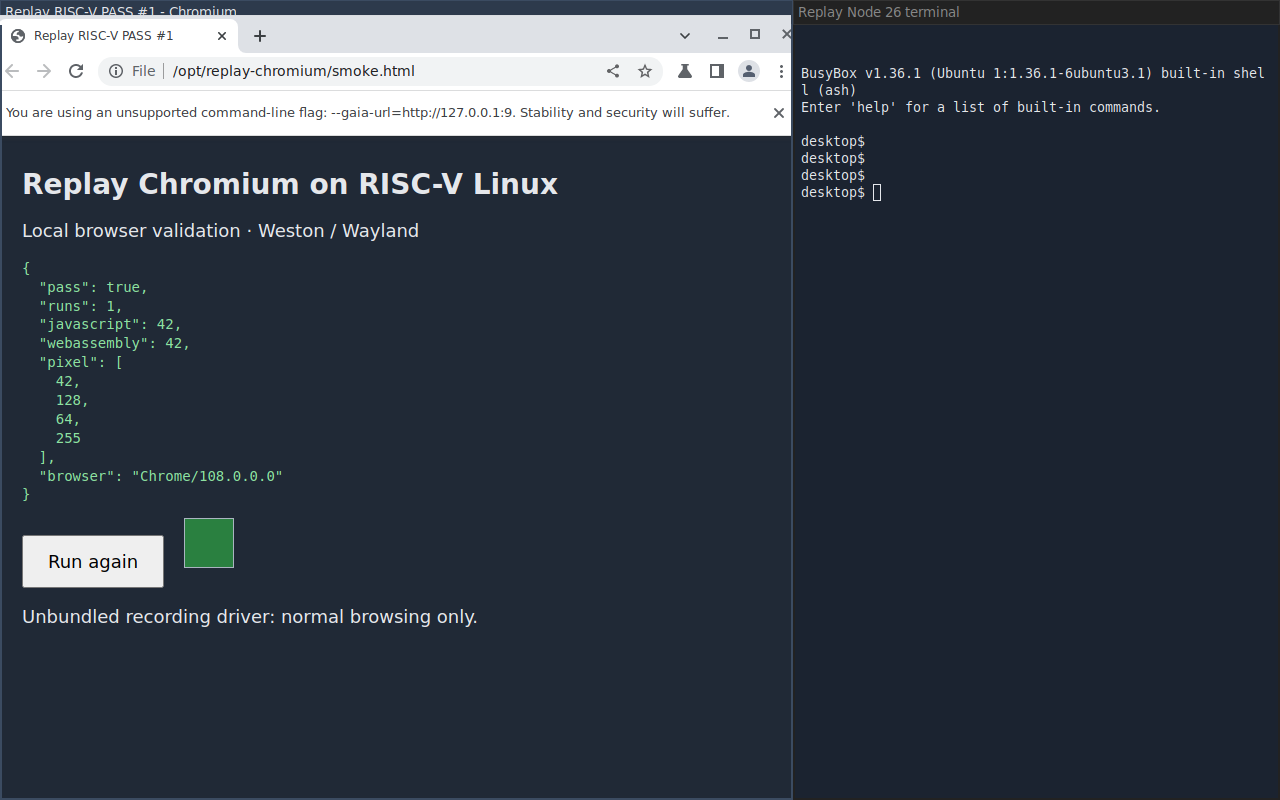 Replay RISC-V PASS #1 - Chromium
Replay RISC-V PASS #1
File
/opt/replay-chromium/smoke.html
You are using an unsupported command-line flag: --gaia-url=http://127.0.0.1:9. Stability and security will suffer.
Replay Chromium on RISC-V Linux
Local browser validation · Weston / Wayland
{
  "pass": true,
  "runs": 1,
  "javascript": 42,
  "webassembly": 42,
  "pixel": [
    42,
    128,
    64,
    255
  ],
  "browser": "Chrome/108.0.0.0"
}
Run again
Unbundled recording driver: normal browsing only.
Replay Node 26 terminal
BusyBox v1.36.1 (Ubuntu 1:1.36.1-6ubuntu3.1) built-in shel
l (ash)
Enter 'help' for a list of built-in commands.
desktop$
desktop$
desktop$
desktop$